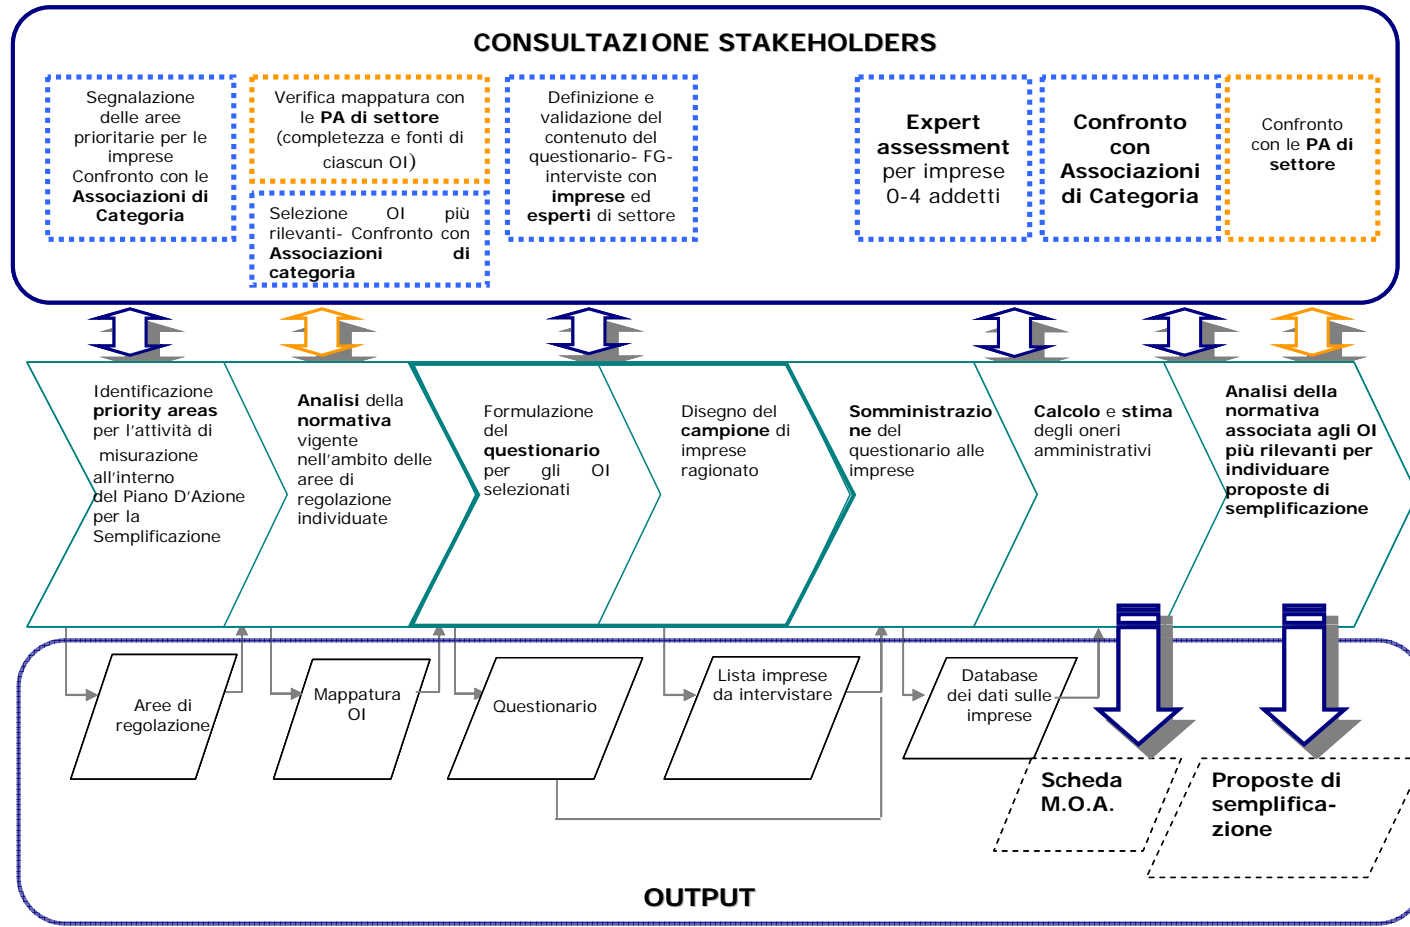 CONSULTAZIONE STAKEHOLDERS
Segnalazione
delle aree
prioritarie per le
imprese
Confronto con le
Associazioni di
Categoria
Verifica mappatura con
le PA di settore
(completezza e fonti di
ciascun OI)
Selezione OI più
rilevanti- Confronto con
Associazioni di
categoria
Definizione e
validazione del
contenuto del
questionario- FG-
interviste con
imprese ed
esperti di settore
Expert
assessment
per imprese
0-4 addetti
Confronto
con
Associazioni
di Categoria
Confronto
con le PA di
settore
Identificazione
priority areas
per l'attività di
misurazione
all'interno
del Piano D'Azione
per la
Semplificazione
Analisi della
normativa
vigente
nell'ambito delle
aree di
regolazione
individuate
Formulazione
del
questionario
per gli OI
selezionati
Disegno del
campione di
imprese
ragionato
Somministrazio
ne del
questionario alle
imprese
Calcolo e stima
degli oneri
amministrativi
Analisi della
normativa
associata agli OI
più rilevanti per
individuare
proposte di
semplificazione
Aree di
regolazione
Mappatura
OI
Questionario
Lista imprese
da intervistare
Database
dei dati sulle
imprese
Scheda
M.O.A.
Proposte di
semplifica-
zione
OUTPUT